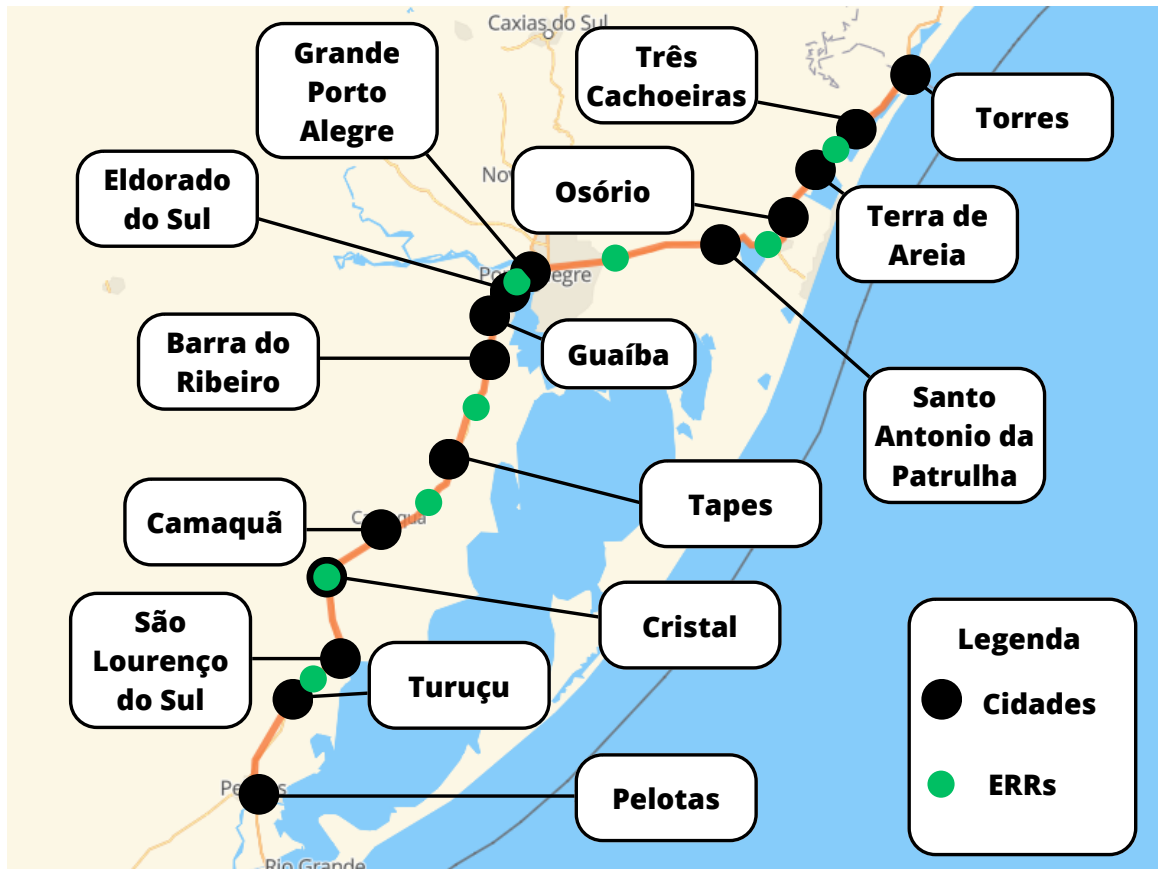 Caxias do Sul
Grande
Porto
Alegre
Três
Cachoeiras
Torres
Eldorado
do Sul
Osório
Terra de
Areia
Barra do
Ribeiro
Guaíba
Santo
Antonio da
Patrulha
Camaquã
Tapes
São
Lourenço
do Sul
Turuçu
Cristal
Pelotas
Rio Grande
Legenda
Cidades
ERRs